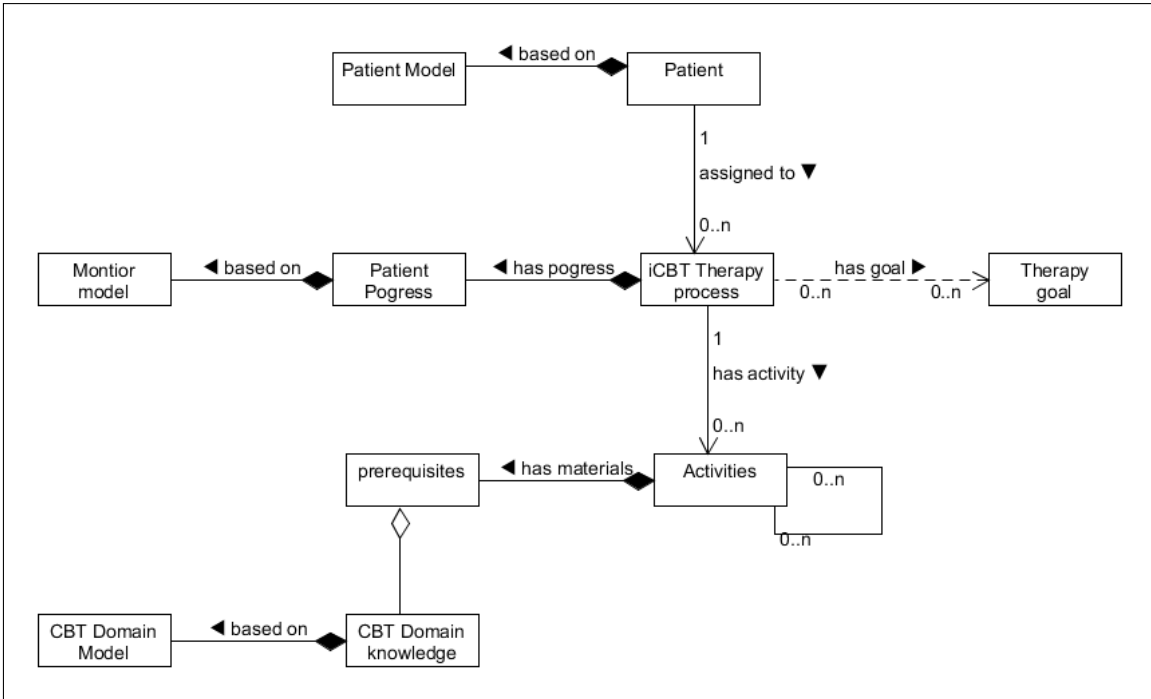 ◀ based on
Patient Model
Patient
1
assigned to ▼
0..n
Montior
model
◀ based on
Patient
Pogress
◀ has pogress
iCBT Therapy
process
has goal ▶
0..n
0..n
Therapy
goal
1
has activity ▼
0..n
prerequisites
◀ has materials
Activities
0..n
0..n
CBT Domain
Model
◀ based on
CBT Domain
knowledge